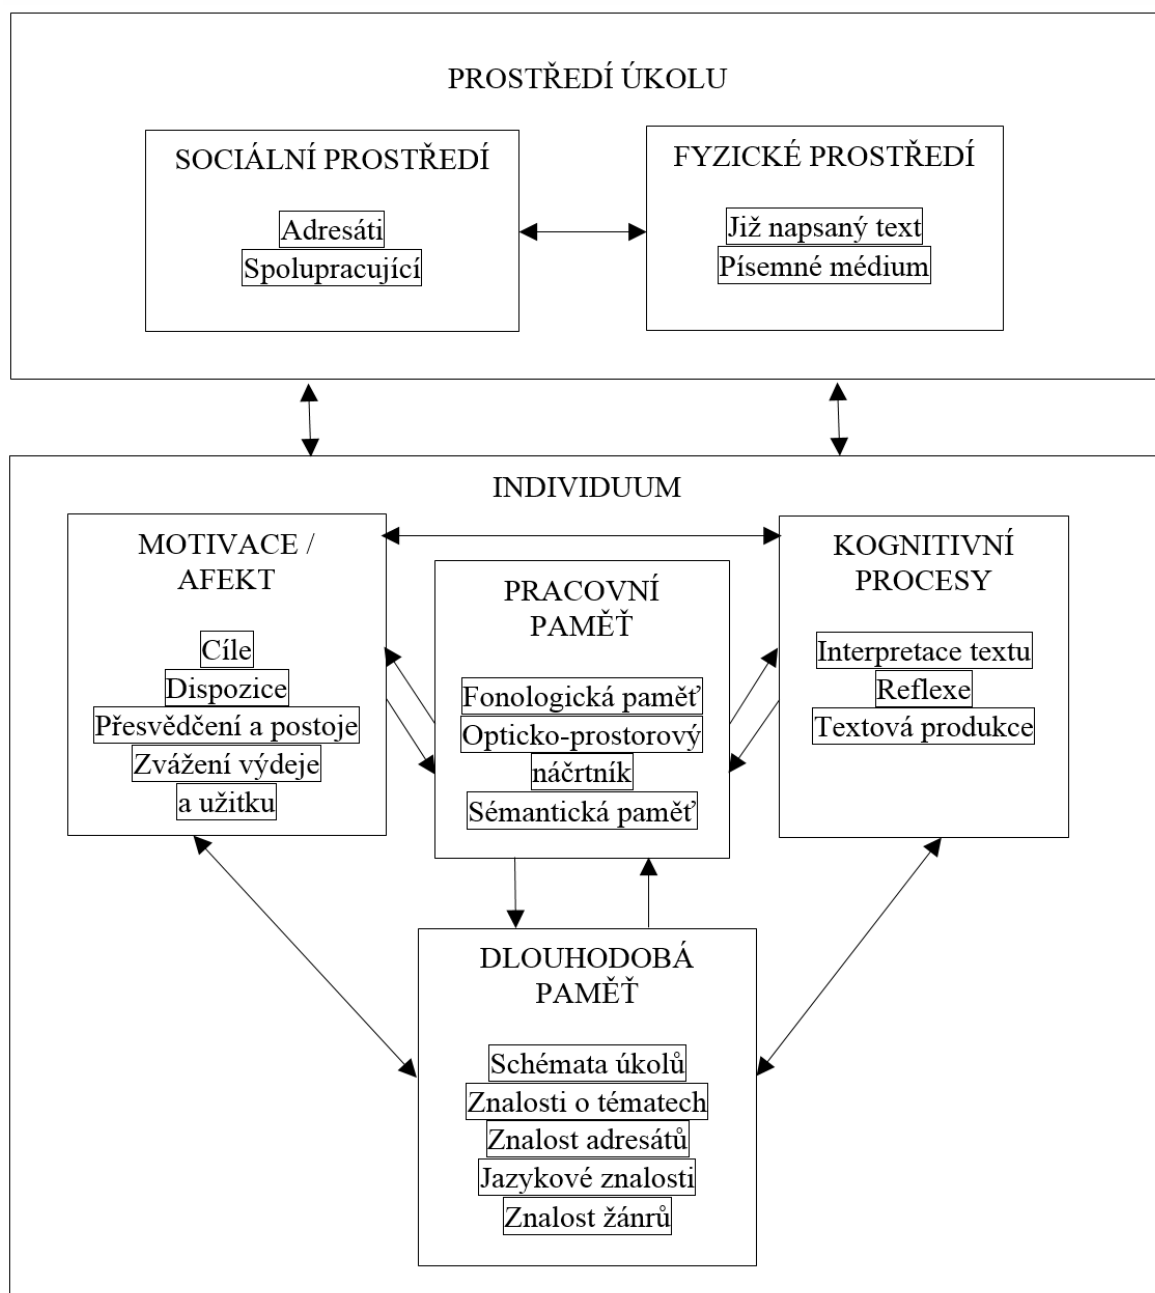 PROSTŘEDÍ ÚKOLU
SOCIÁLNÍ PROSTŘEDÍ
Adresáti
Spolupracující
FYZICKÉ PROSTŘEDÍ
Již napsaný text
Písemné médium
INDIVIDUUM
MOTIVACE /
AFEKT
Cíle
Dispozice
Přesvědčení a postoje
Zvážení výdeje
a užitku
PRACOVNÍ
PAMĚŤ
Fonologická paměť
Opticko-prostorový
náčrtník
Sémantická paměť
KOGNITIVNÍ
PROCESY
Interpretace textu
Reflexe
Textová produkce
DLOUHODOBÁ
PAMĚŤ
Schémata úkolů
Znalosti o tématech
Znalost adresátů
Jazykové znalosti
Znalost žánrů